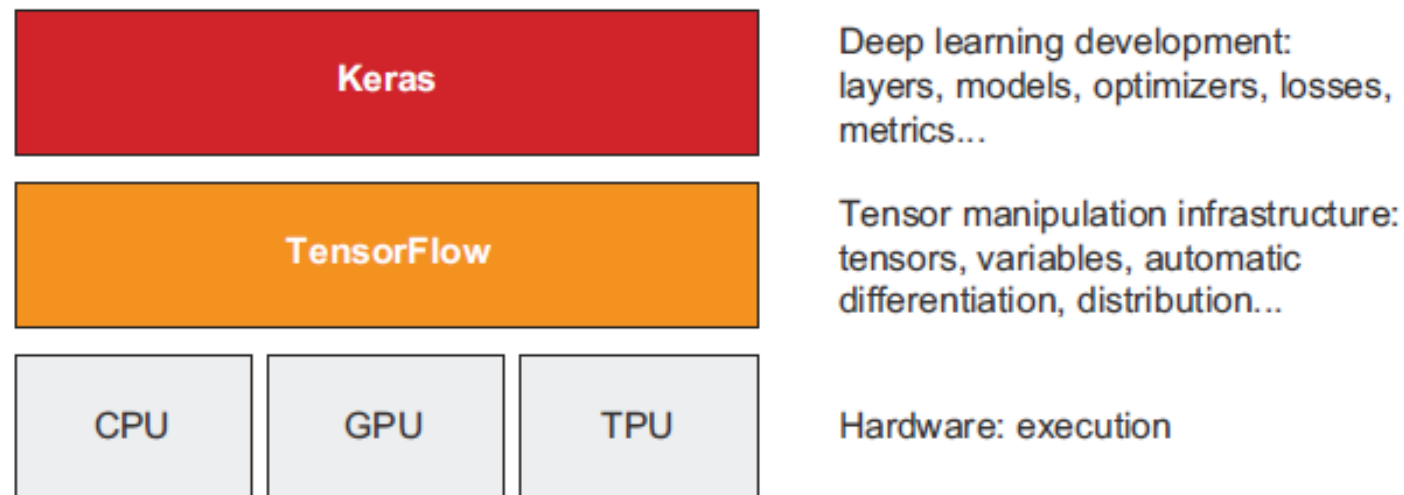 Keras
Deep learning development:
layers, models, optimizers, losses,
metrics...
TensorFlow
Tensor manipulation infrastructure:
tensors, variables, automatic
differentiation, distribution...
CPU
GPU
TPU
Hardware: execution